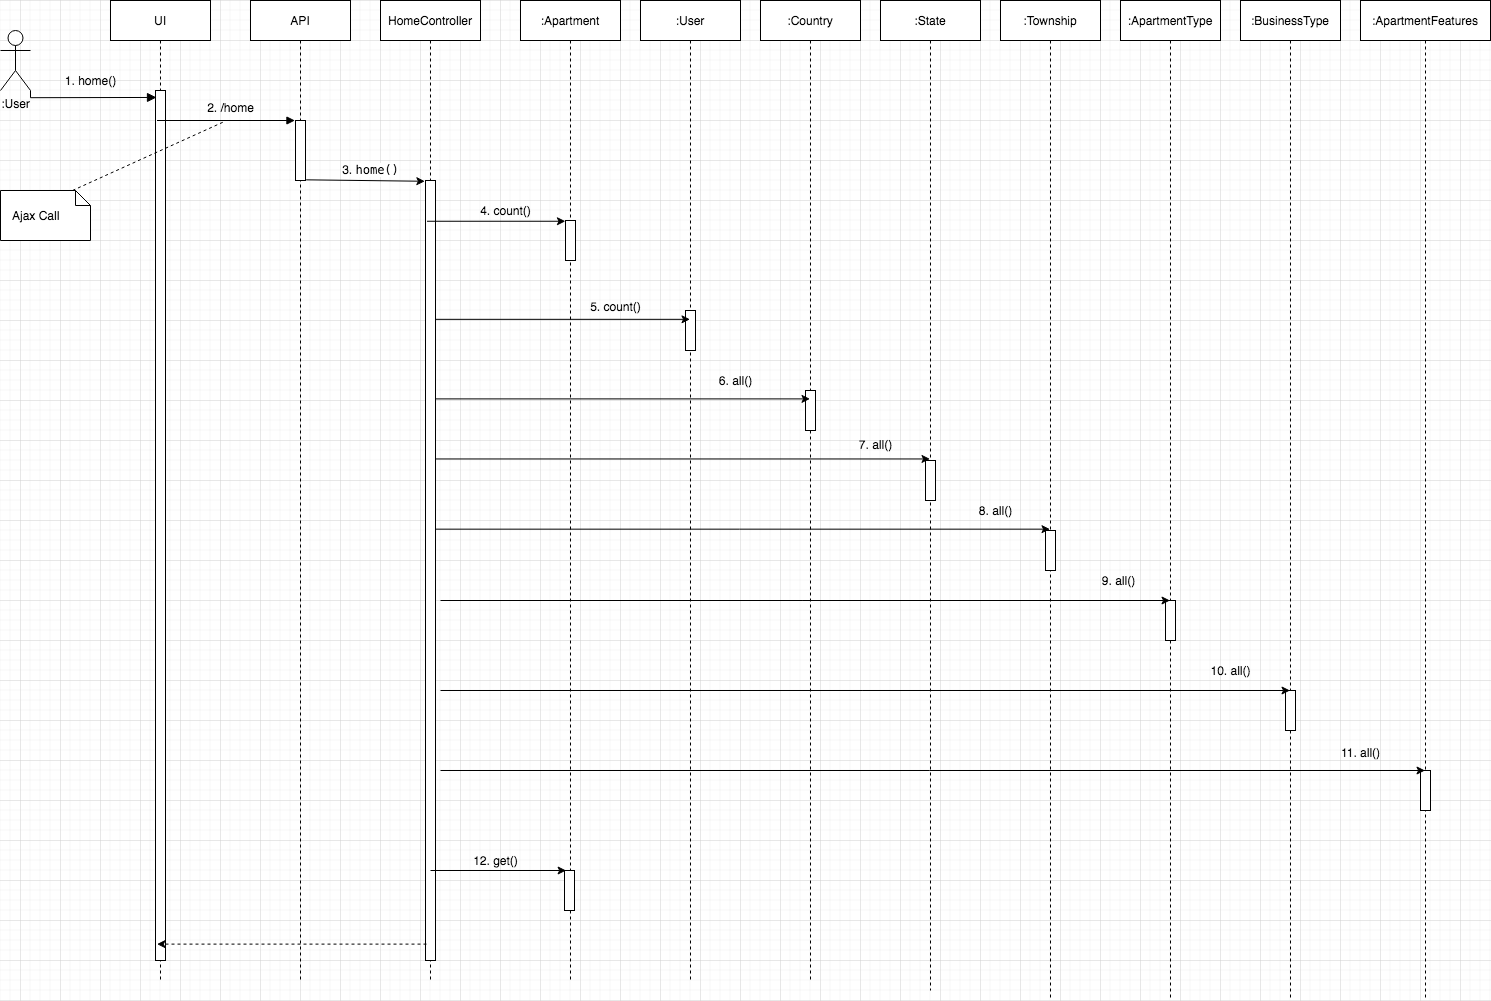 UI
API
HomeController
:Apartment
:User
:Country
:State
:Township
:ApartmentType
:BusinessType
:ApartmentFeatures
:User
1. home()
2. /home
3. home()
Ajax Call
4. count()
5. count()
6. all()
7. all()
8. all()
9. all()
10. all()
11. all()
12. get()